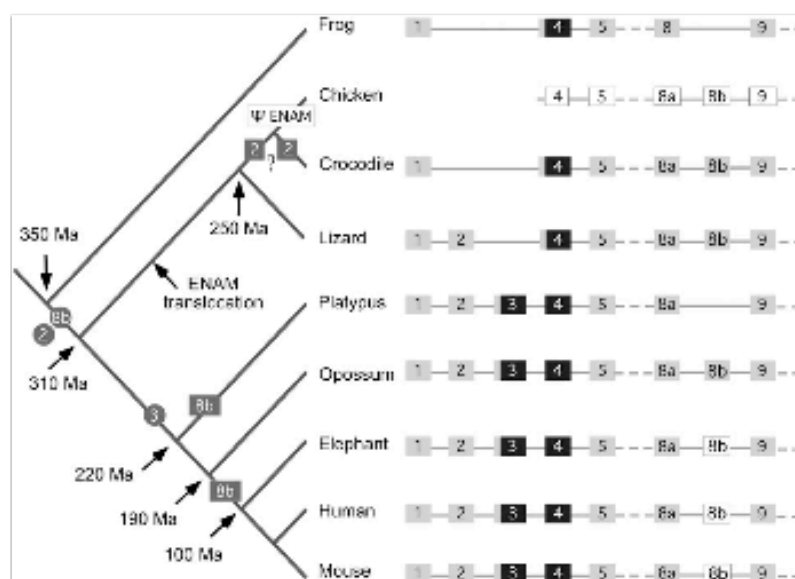 Frog 1 4 5 8 9
Chicken 4 5 8a 8b 9
Ψ ENAM
2 2
?
Crocodile 1 4 5 8a 8b 9
250 Ma
Lizard 1 2 4 5 8a 8b 9
350 Ma
ENAM
translocation
Platypus 1 2 3 4 5 8a 9
8b
2
310 Ma
Opossum 1 2 3 4 5 8a 8b 9
3 8b
Elephant 1 2 3 4 5 8a 8b 9
220 Ma
8b
190 Ma
Human 1 2 3 4 5 8a 8b 9
100 Ma
Mouse 1 2 3 4 5 8a 8b 9